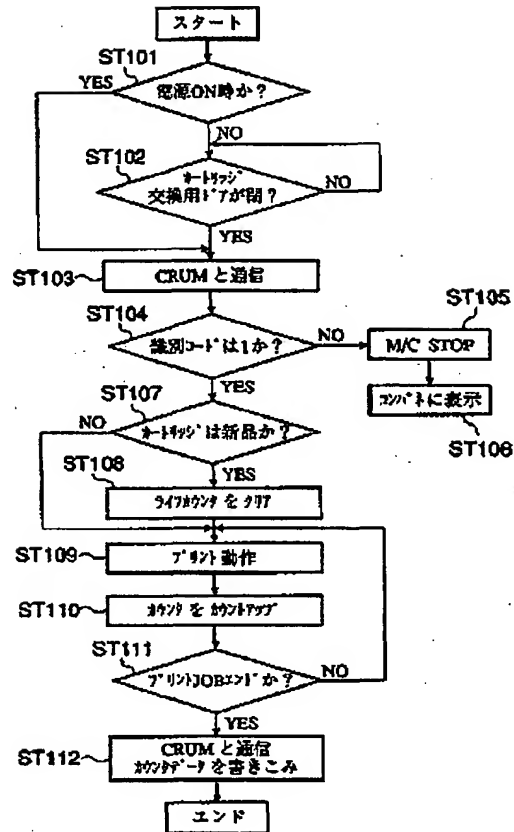 スタート
ST101
YES
電源ON時か?
NO
ST102
カートリッジ
交換用ドアが閉?
NO
YES
ST103
CRUMと通信
ST104
識別コードは1か?
NO
ST105
M/C STOP
YES
コンパネに表示
ST106
ST107
NO
カートリッジは新品か?
YES
ST108
ライフカウンタをクリア
ST109
プリント動作
ST110
カウンタをカウントアップ
ST111
プリントJOBエンドか?
NO
YES
ST112
CRUMと通信
カウンタデータを書きこみ
エンド